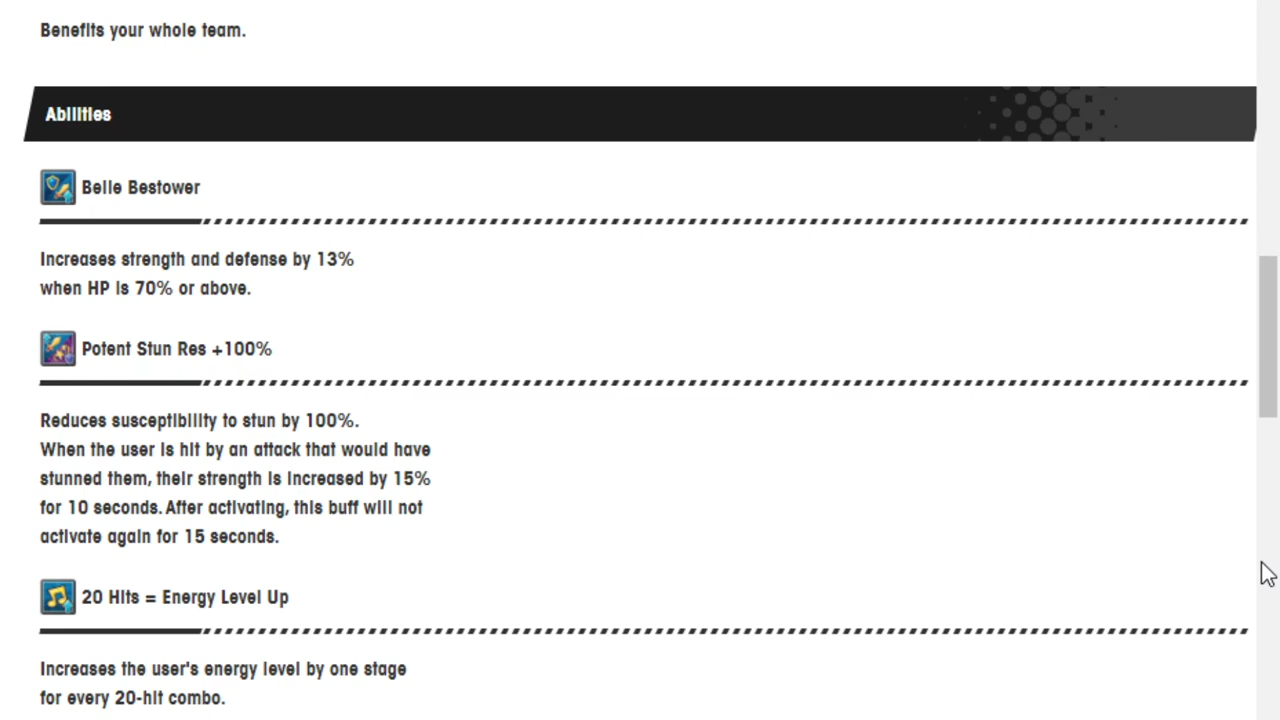 Benefits your whole team.
Abilities
Belle Bestower
Increases strength and defense by 13%
when HP is 70% or above.
Potent Stun Res +100%
Reduces susceptibility to stun by 100%.
When the user is hit by an attack that would have
stunned them, their strength is increased by 15%
for 10 seconds. After activating, this buff will not
activate again for 15 seconds.
20 Hits = Energy Level Up
Increases the user's energy level by one stage
for every 20-hit combo.